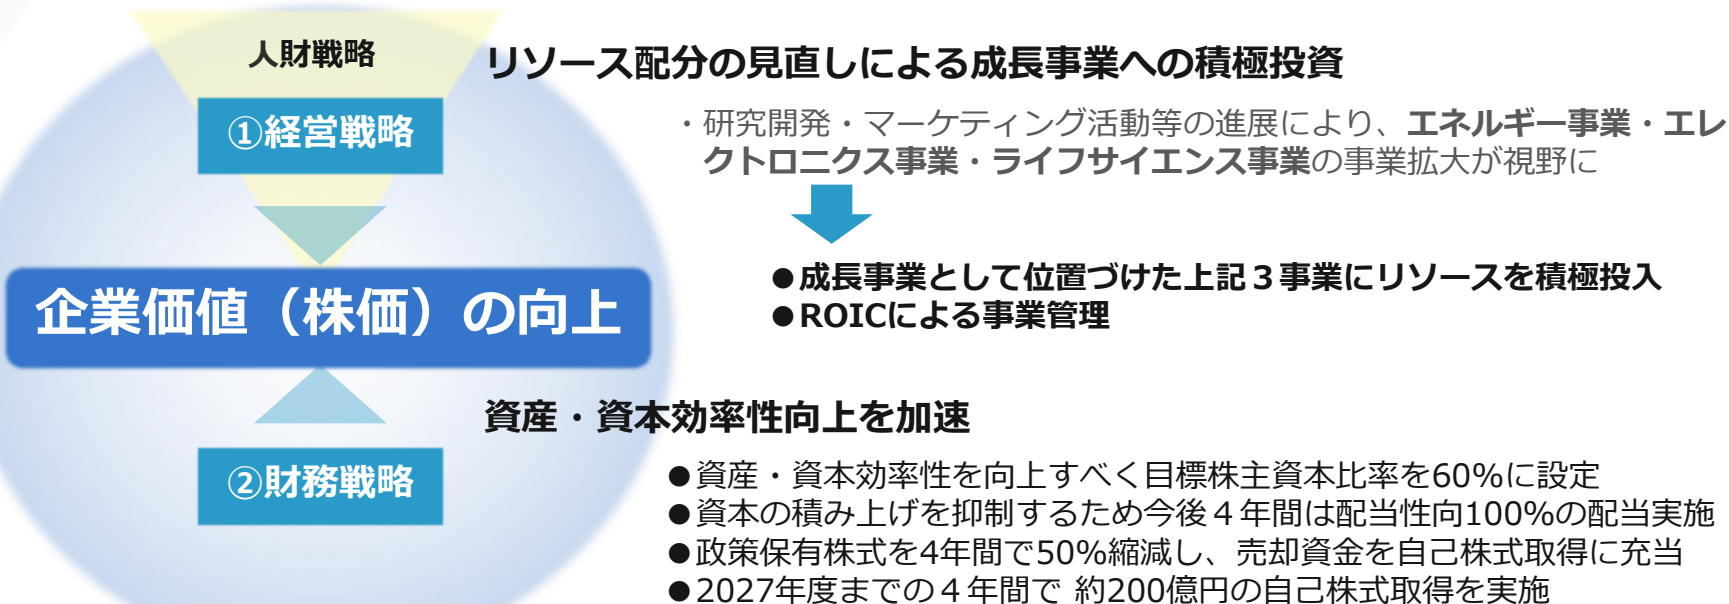 人財戦略
①経営戦略
企業価値（株価）の向上
②財務戦略
リソース配分の見直しによる成長事業への積極投資
・研究開発・マーケティング活動等の進展により、エネルギー事業・エレ
クトロニクス事業・ライフサイエンス事業の事業拡大が視野に
●成長事業として位置づけた上記３事業にリソースを積極投入
●ROICによる事業管理
資産・資本効率性向上を加速
●資産・資本効率性を向上すべく目標株主資本比率を60%に設定
●資本の積み上げを抑制するため今後４年間は配当性向100%の配当実施
●政策保有株式を4年間で50%縮減し、売却資金を自己株式取得に充当
●2027年度までの４年間で 約200億円の自己株式取得を実施